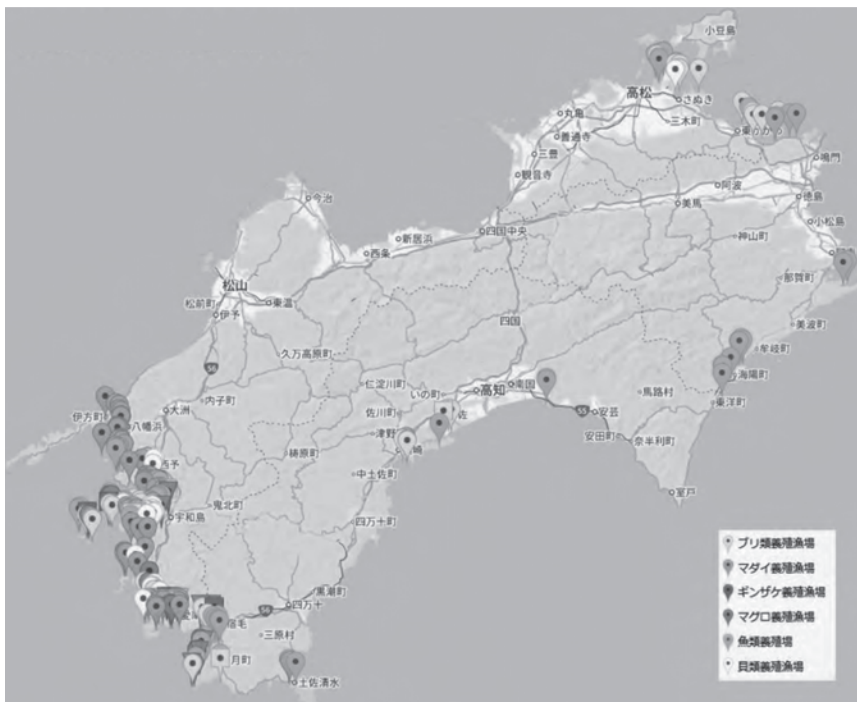 小豆島
高松
さぬき
丸亀
三木町
善通寺
東かが
三豊
鳴門
観音寺
阿波
徳島
今治
美馬
小松島
四国中央
新居浜
神山町
西条
那賀町
松山
東温
松前町
伊予
四国
美波町
久万高原町
牟岐町
56
海陽町
仁淀川町
いの町
高知
南国
馬路村
内子町
大洲
東洋町
伊方町
佐川町
佐
55
安芸
八幡浜
津野
安田町
奈半利町
崎
梼原町
西予
中土佐町
室戸
鬼北町
宇和島
四万十町
黒潮町
56
四万十
宿毛
三原村
月町
土佐清水
ブリ類養殖漁場
マダイ養殖漁場
ギンザケ養殖漁場
マグロ養殖漁場
魚類養殖場
貝類養殖漁場